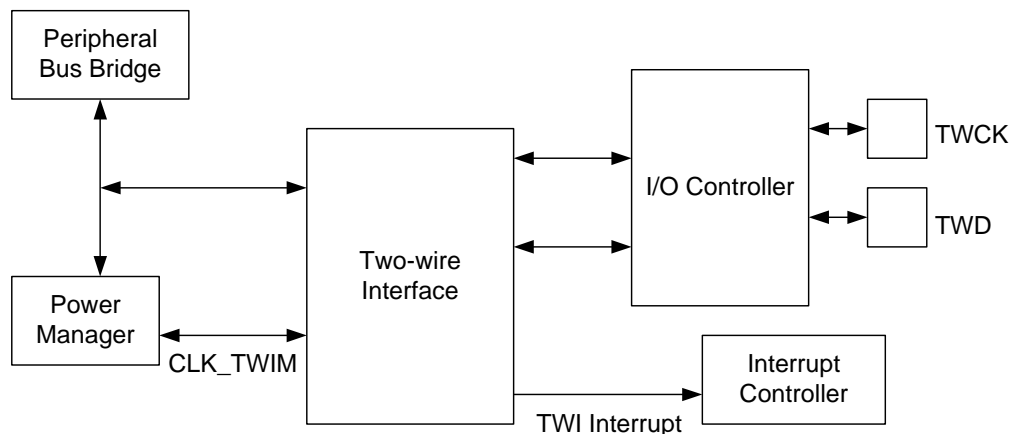 Peripheral
Bus Bridge
TWCK
I/O Controller
TWD
Two-wire
Interface
Power
Manager
CLK_TWIM
Interrupt
Controller
TWI Interrupt